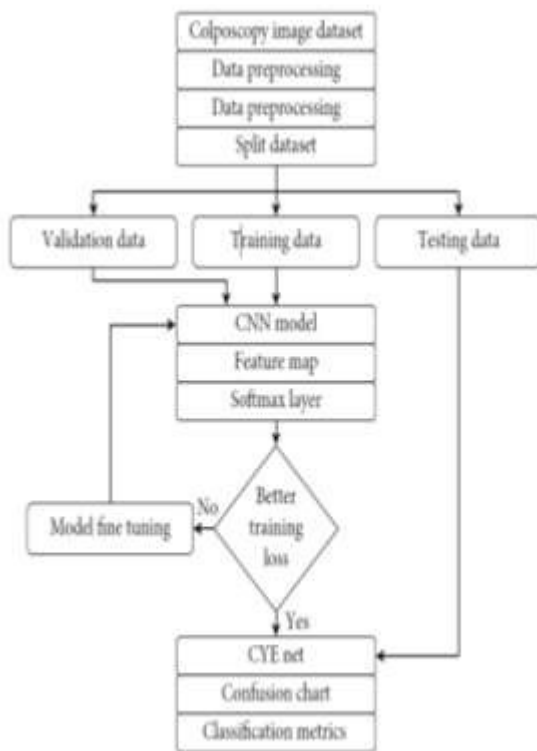 Colposcopy image dataset
Data preprocessing
Data preprocessing
Split dataset
Validation data
Training data
Testing data
CNN model
Feature map
Softmax layer
Better
training
loss
No
Model fine tuning
Yes
CYE net
Confusion chart
Classification metrics